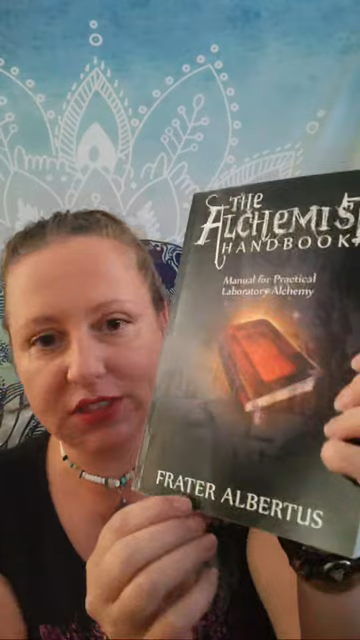 THE
ALCHEMIST
HANDBOOK
Manual for Practical
Laboratory Alchemy
FRATER ALBERTUS